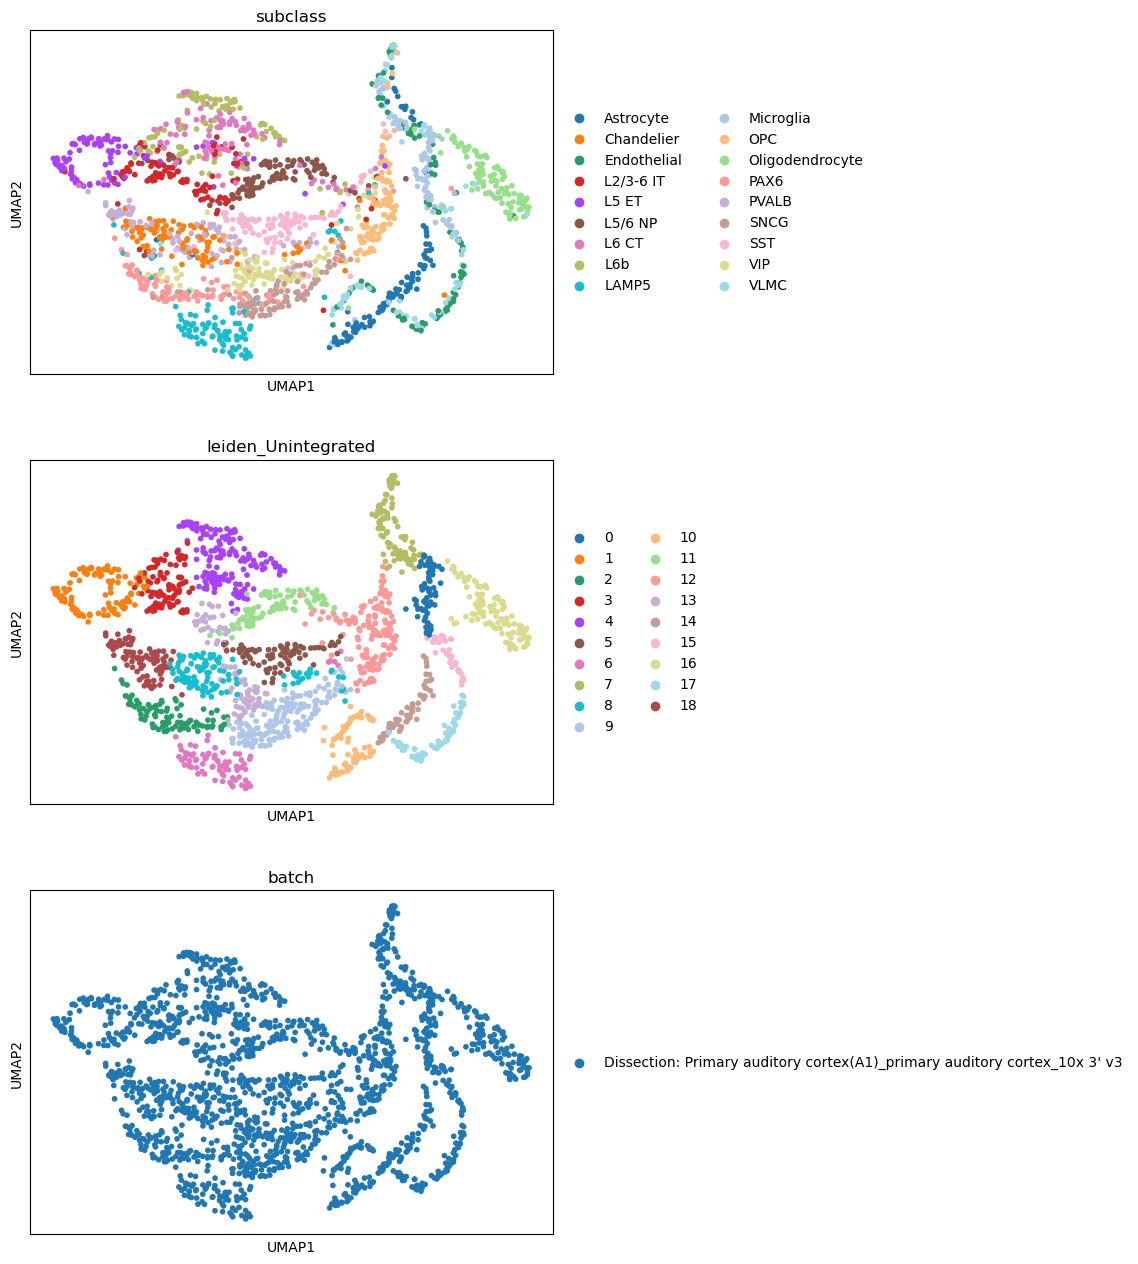 subclass
UMAP2
UMAP1
Astrocyte
Chandelier
Endothelial
L2/3-6 IT
L5 ET
L5/6 NP
L6 CT
L6b
LAMP5
Microglia
OPC
Oligodendrocyte
PAX6
PVALB
SNCG
SST
VIP
VLMC
leiden_Unintegrated
UMAP2
UMAP1
0
1
2
3
4
5
6
7
8
9
10
11
12
13
14
15
16
17
18
batch
UMAP2
UMAP1
Dissection: Primary auditory cortex(A1)_primary auditory cortex_10x 3' v3